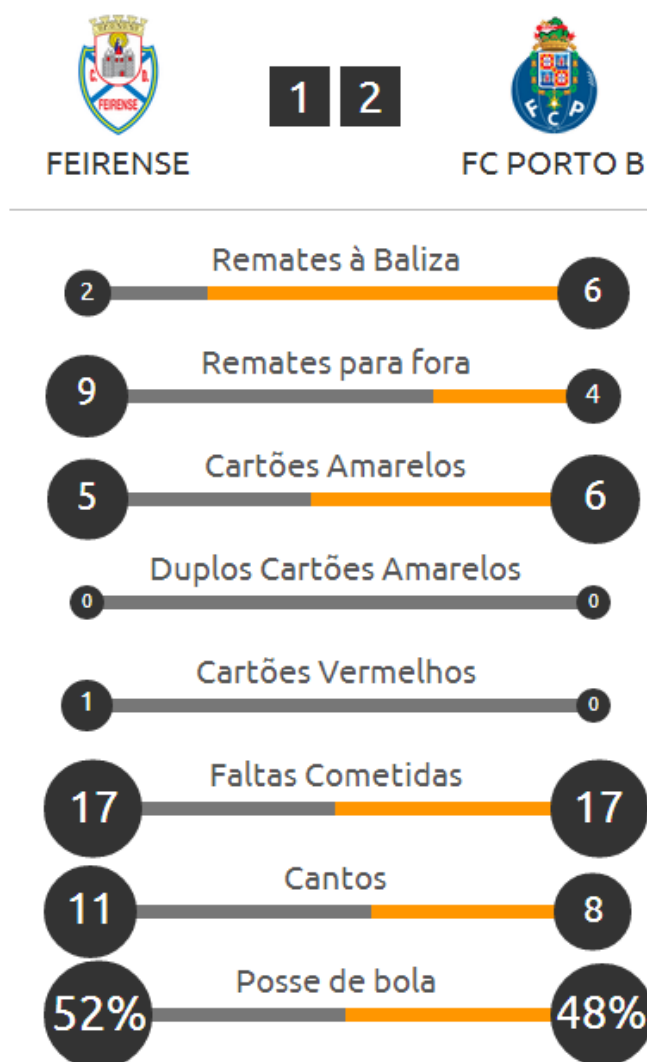 C. D.
FEIRENSE
F C P
1 2
FEIRENSE FC PORTO B
Remates à Baliza
2 6
Remates para fora
9 4
Cartões Amarelos
5 6
Duplos Cartões Amarelos
0 0
Cartões Vermelhos
1 0
Faltas Cometidas
17 17
Cantos
11 8
Posse de bola
52% 48%